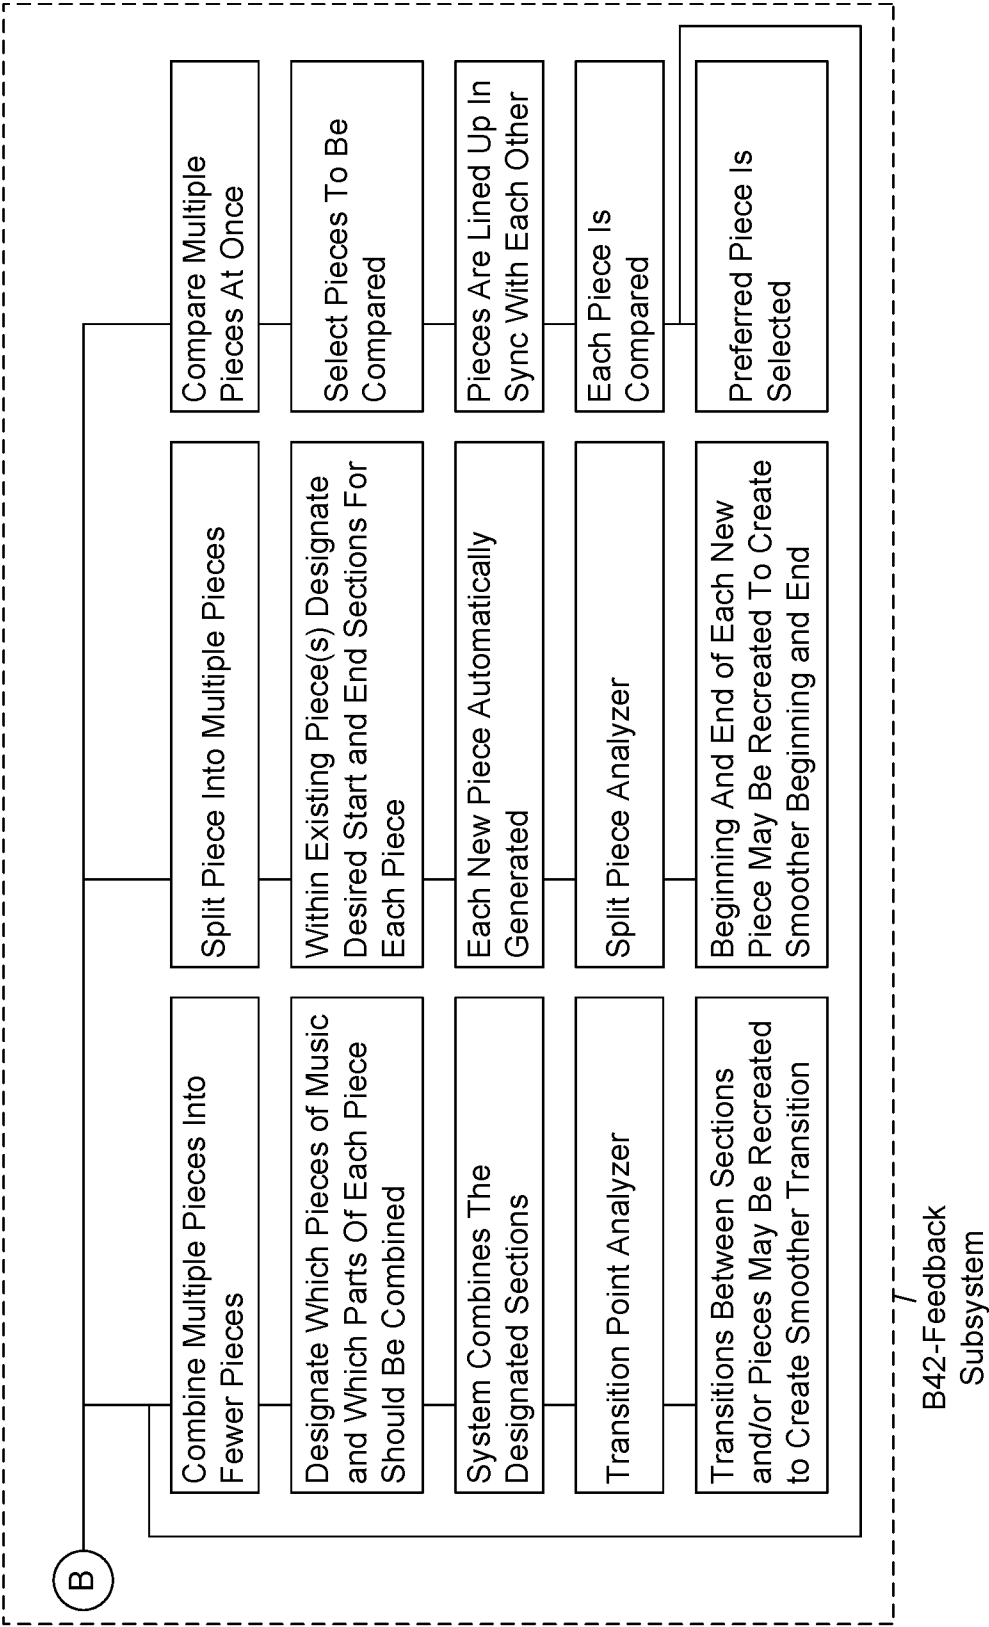 B
Combine Multiple Pieces Into
Fewer Pieces
Designate Which Pieces of Music
and Which Parts Of Each Piece
Should Be Combined
System Combines The
Designated Sections
Transition Point Analyzer
Transitions Between Sections
and/or Pieces May Be Recreated
to Create Smoother Transition
Split Piece Into Multiple Pieces
Within Existing Piece(s) Designate
Desired Start and End Sections For
Each Piece
Each New Piece Automatically
Generated
Split Piece Analyzer
Beginning And End of Each New
Piece May Be Recreated To Create
Smoother Beginning and End
Compare Multiple
Pieces At Once
Select Pieces To Be
Compared
Pieces Are Lined Up In
Sync With Each Other
Each Piece Is
Compared
Preferred Piece Is
Selected
B42-Feedback
Subsystem